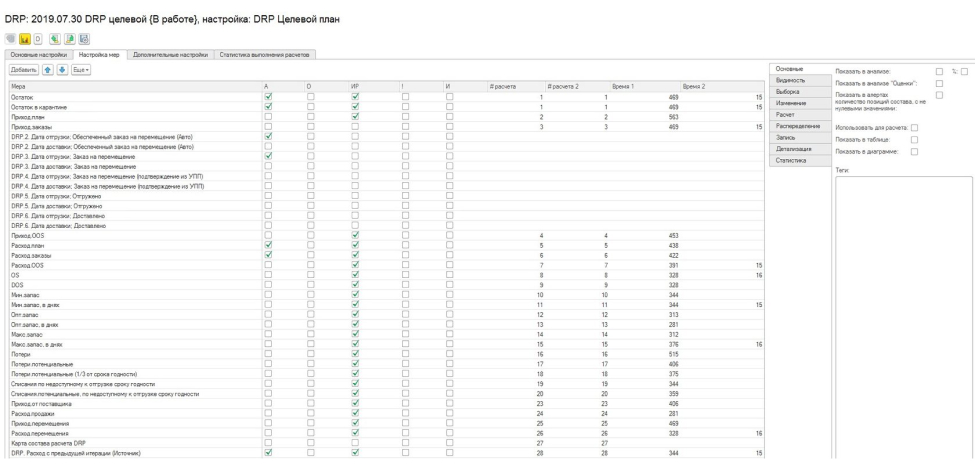 DRP: 2019.07.30 DRP целевой {В работе}, настройка: DRP Целевой план
Основные настройки Настройка мер Дополнительные настройки Статистика выполнения расчетов
Добавить Еще
Мера А О ИР ! И # расчета # расчета 2 Время 1 Время 2
Остаток 1 1 469 15
Остаток в карантине 1 1 469 15
Приход.план 2 2 563
Приход.заказы 3 3 469 15
DRP.2. Дата отгрузки; Обеспеченный заказ на перемещение (Авто)
DRP.2. Дата доставки; Обеспеченный заказ на перемещение (Авто)
DRP.3. Дата отгрузки; Заказ на перемещение
DRP.3. Дата доставки; Заказ на перемещение
DRP.4. Дата отгрузки; Заказ на перемещение (подтверждение из УПП)
DRP.4. Дата доставки; Заказ на перемещение (подтверждение из УПП)
DRP.5. Дата отгрузки; Отгружено
DRP.5. Дата доставки; Отгружено
DRP.6. Дата отгрузки; Доставлено
DRP.6. Дата доставки; Доставлено
Приход.OOS 4 4 453
Расход.план 5 5 438
Расход.заказы 6 6 422
Расход.OOS 7 7 391 15
OS 8 8 328 16
DOS 9 9 328
Мин.запас 10 10 344
Мин.запас, в днях 11 11 344 15
Опт.запас 12 12 313
Опт.запас, в днях 13 13 281
Макс.запас 14 14 312
Макс.запас, в днях 15 15 376 16
Потери 16 16 515
Потери.потенциальные 17 17 406
Потери.потенциальные (1/3 от срока годности) 18 18 375
Списания по недоступному к отгрузке сроку годности 19 19 344
Списания.потенциальные, по недоступному к отгрузке сроку годности 20 20 359
Приход.от поставщика 23 23 406
Расход.продажи 24 24 281
Приход.перемещения 25 25 469
Расход.перемещения 26 26 328 16
Карта состава расчета DRP 27 27
DRP. Расход с предыдущей итерации (Источник) 28 28 344 15
Основные
Видимость
Выборка
Изменение
Расчет
Распределение
Запись
Детализация
Статистика
Показать в анализе: %:
Показать в анализе "Оценки":
Показать в алертах
количество позиций состава, с не
нулевыми значениями:
Использовать для расчета:
Показать в таблице:
Показать в диаграмме:
Теги: